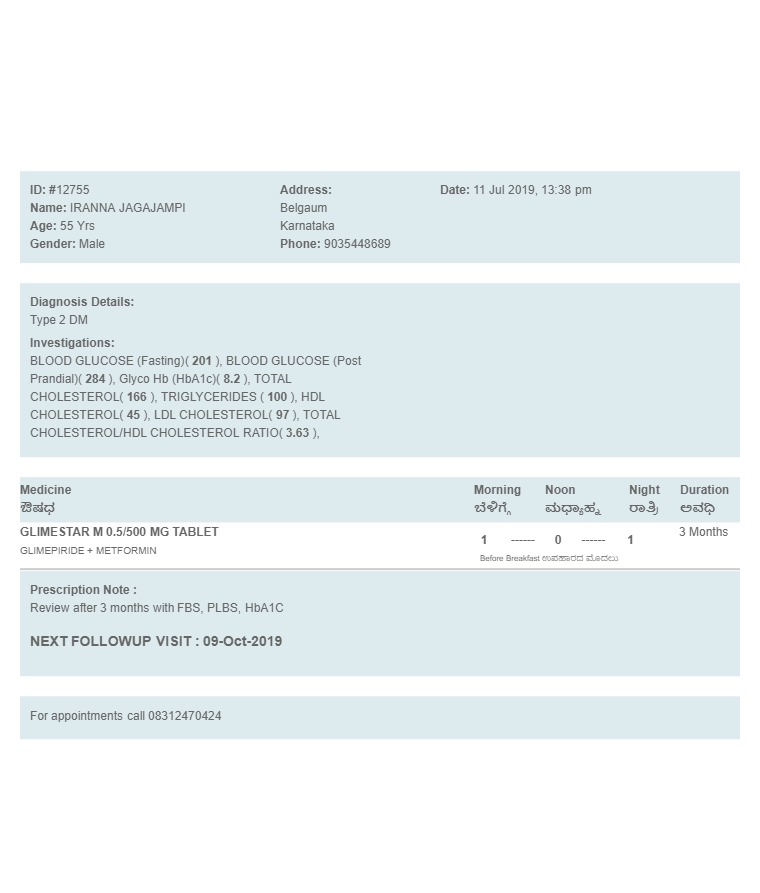 ID: #12755
Name: IRANNA JAGAJAMPI
Age: 55 Yrs
Gender: Male
Address:
Belgaum
Karnataka
Phone: 9035448689
Date: 11 Jul 2019, 13:38 pm
Diagnosis Details:
Type 2 DM
Investigations:
BLOOD GLUCOSE (Fasting)( 201 ), BLOOD GLUCOSE (Post
Prandial)( 284 ), Glyco Hb (HbA1c)( 8.2 ), TOTAL
CHOLESTEROL( 166 ), TRIGLYCERIDES ( 100 ), HDL
CHOLESTEROL( 45 ), LDL CHOLESTEROL( 97 ), TOTAL
CHOLESTEROL/HDL CHOLESTEROL RATIO( 3.63 ),
Medicine Morning Noon Night Duration
ಔಷಧ ಬೆಳಿಗ್ಗೆ ಮಧ್ಯಾಹ್ನ ರಾತ್ರಿ ಅವಧಿ
GLIMESTAR M 0.5/500 MG TABLET 1 ------ 0 ------ 1 3 Months
GLIMEPIRIDE + METFORMIN
Before Breakfast ಉಪಹಾರದ ಮೊದಲು
Prescription Note :
Review after 3 months with FBS, PLBS, HbA1C
NEXT FOLLOWUP VISIT : 09-Oct-2019
For appointments call 08312470424